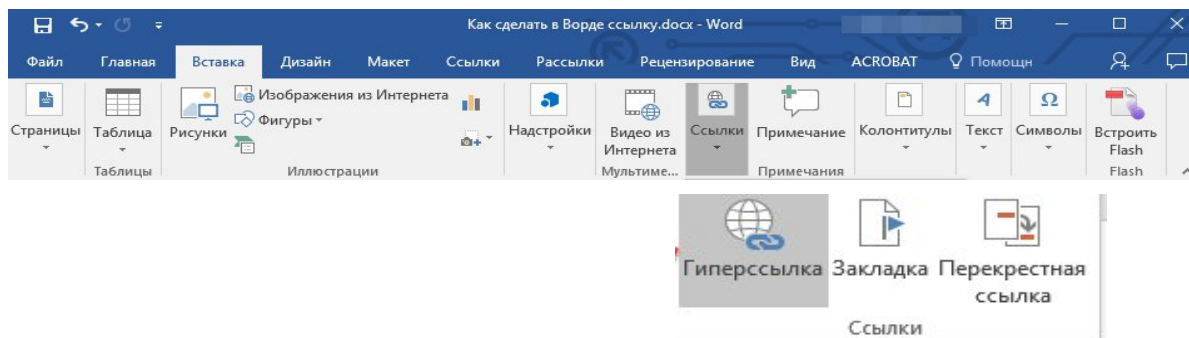 Как сделать в Ворде ссылку.docx - Word
Файл Главная Вставка Дизайн Макет Ссылки Рассылки Рецензирование Вид ACROBAT Помощн
Изображения из Интернета
Фигуры
Страницы Таблица Рисунки Надстройки Видео из Интернета Ссылки Примечание Колонтитулы Текст Символы Встроить Flash
Таблицы Иллюстрации Мультиме... Примечания Flash
Гиперссылка Закладка Перекрестная
ссылка
Ссылки